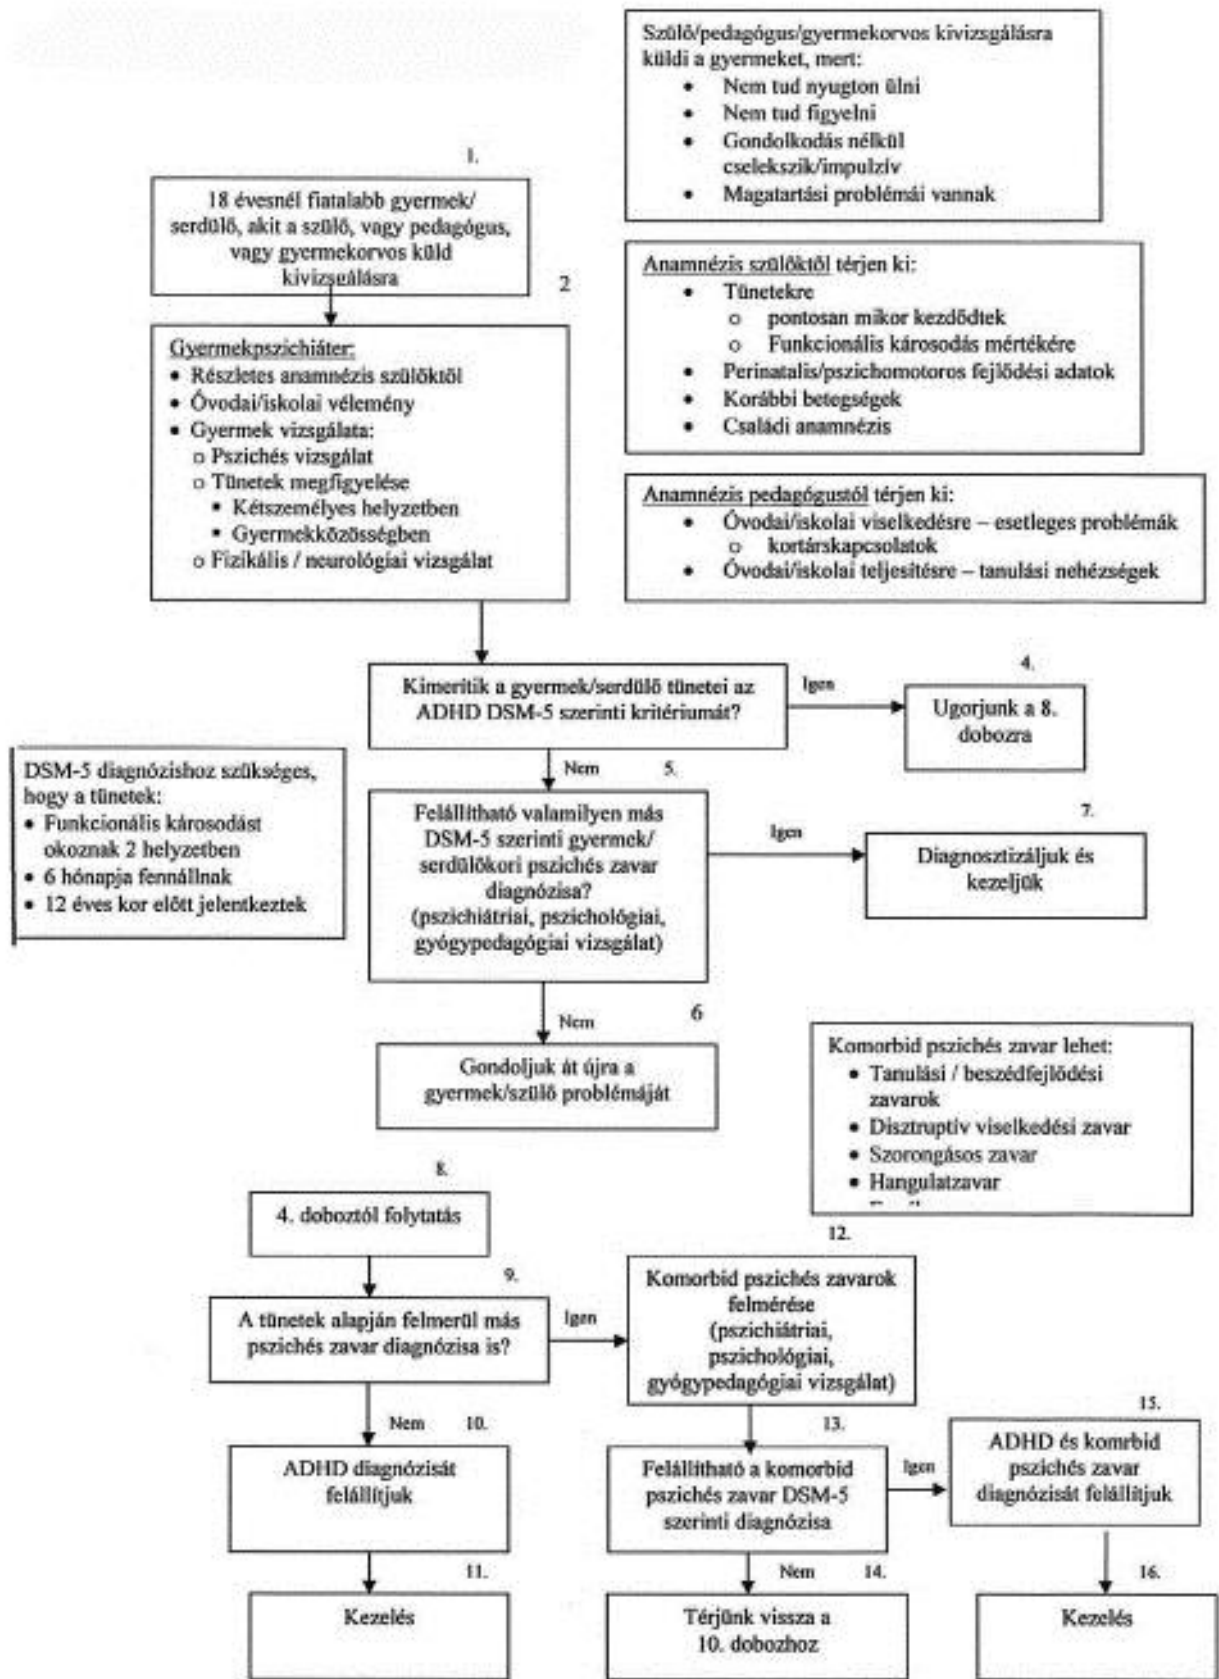 Szülő/pedagógus/gyermekorvos kivizsgálásra
küldi a gyermeket, mert:
• Nem tud nyugton ülni
• Nem tud figyelni
• Gondolkodás nélkül
cselekszik/impulzív
• Magatartási problémái vannak
1.
18 évesnél fiatalabb gyermek/
serdülő, akit a szülő, vagy pedagógus,
vagy gyermekorvos küld
kivizsgálásra
2
Anamnézis szülőktől térjen ki:
• Tünetekre
o pontosan mikor kezdődtek
o Funkcionális károsodás mértékére
• Perinatalis/pszichomotoros fejlődési adatok
• Korábbi betegségek
• Családi anamnézis
Gyermekpszichiáter:
• Részletes anamnézis szülőktől
• Óvodai/iskolai vélemény
• Gyermek vizsgálata:
o Pszichés vizsgálat
o Tünetek megfigyelése
▪ Kétszemélyes helyzetben
▪ Gyermekközösségben
o Fizikális / neurológiai vizsgálat
Anamnézis pedagógustól térjen ki:
• Óvodai/iskolai viselkedésre – esetleges problémák
o kortárskapcsolatok
• Óvodai/iskolai teljesítésre – tanulási nehézségek
Kimerítik a gyermek/serdülő tünetei az
ADHD DSM-5 szerinti kritériumát?
Igen
4.
Ugorjunk a 8.
dobozra
DSM-5 diagnózishoz szükséges,
hogy a tünetek:
• Funkcionális károsodást
okoznak 2 helyzetben
• 6 hónapja fennállnak
• 12 éves kor előtt jelentkeztek
Nem
5.
Felállítható valamilyen más
DSM-5 szerinti gyermek/
serdülőkori pszichés zavar
diagnózisa?
(pszichiátriai, pszichológiai,
gyógypedagógiai vizsgálat)
Igen
7.
Diagnosztizáljuk és
kezeljük
Nem
6
Gondoljuk át újra a
gyermek/szülő problémáját
Komorbid pszichés zavar lehet:
• Tanulási / beszédfejlődési
zavarok
• Disztruptív viselkedési zavar
• Szorongásos zavar
• Hangulatzavar
8.
4. doboztól folytatás
9.
A tünetek alapján felmerül más
pszichés zavar diagnózisa is?
Igen
12.
Komorbid pszichés zavarok
felmérése
(pszichiátriai,
pszichológiai,
gyógypedagógiai vizsgálat)
Nem
10.
ADHD diagnózisát
felállítjuk
13.
Felállítható a komorbid
pszichés zavar DSM-5
szerinti diagnózisa
Igen
15.
ADHD és komrbid
pszichés zavar
diagnózisát felállítjuk
11.
Kezelés
Nem
14.
Térjünk vissza a
10. dobozhoz
16.
Kezelés